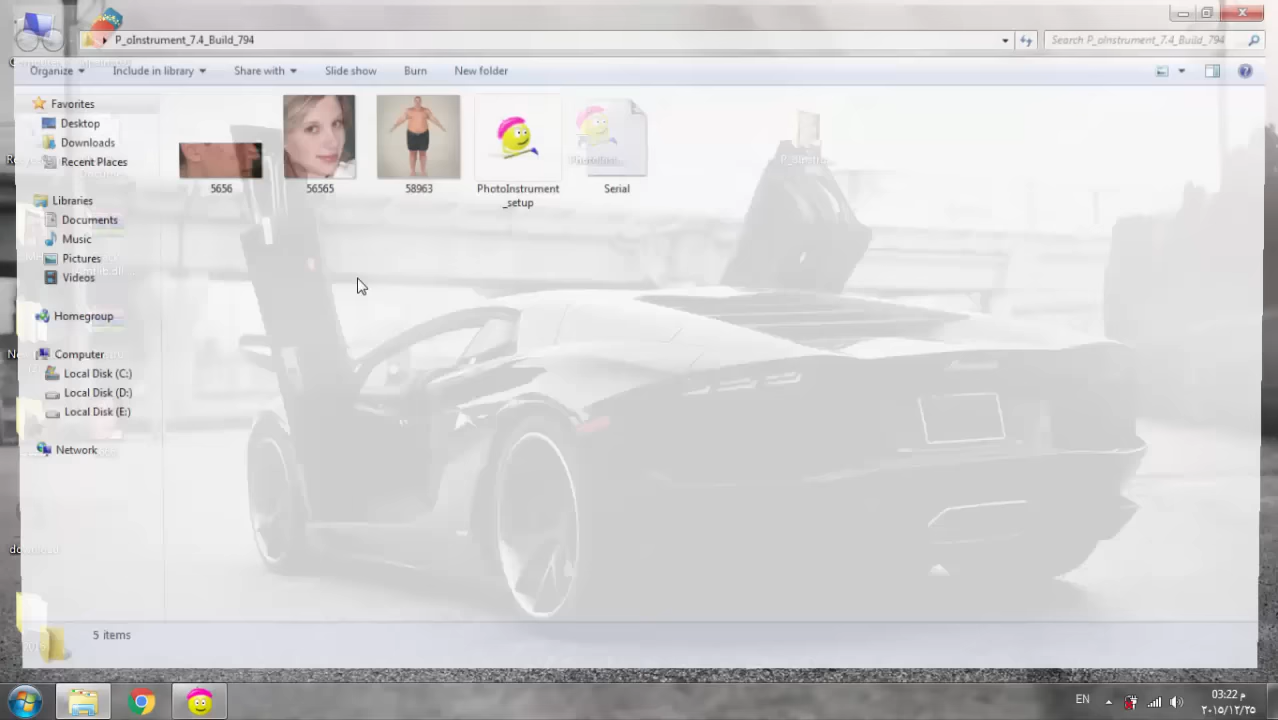 P_oInstrument_7.4_Build_794
Search P_oInstrument_7.4_Build_794
Organize
Include in library
Share with
Slide show
Burn
New folder
Favorites
Desktop
Downloads
Recent Places
Libraries
Documents
Music
Pictures
Videos
Homegroup
Computer
Local Disk (C:)
Local Disk (D:)
Local Disk (E:)
Network
5656
56565
58963
PhotoInstrument
_setup
Serial
download
5 items
EN
03:22 م
٢٠١٥/١٢/٢٥